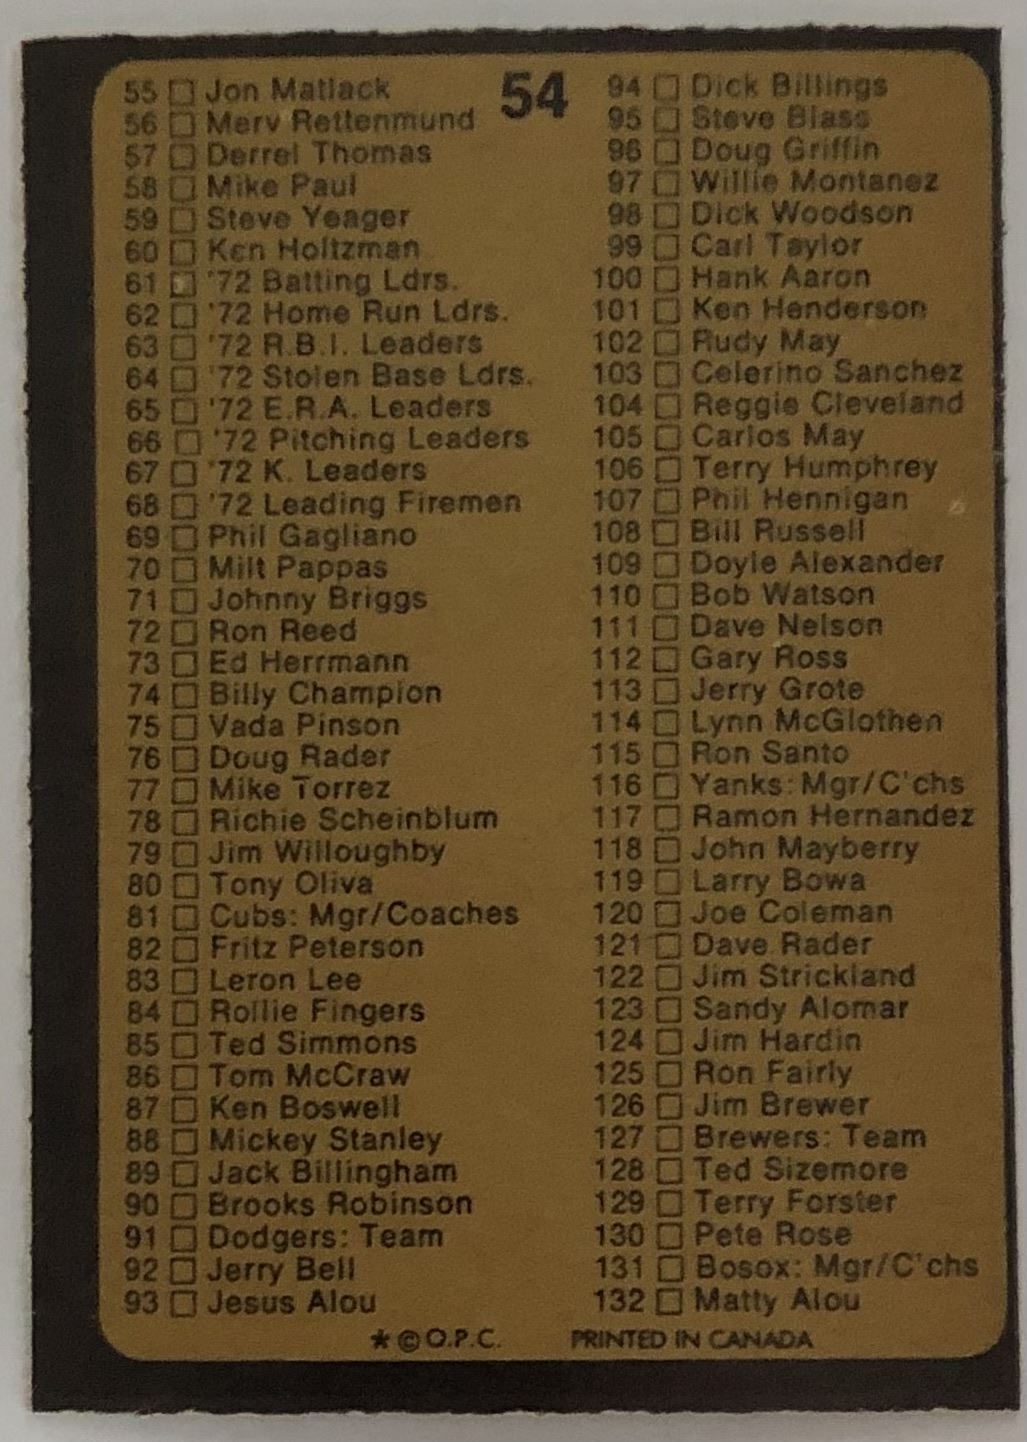 54
55 Jon Matlack
56 Merv Rettenmund
57 Derrel Thomas
58 Mike Paul
59 Steve Yeager
60 Ken Holtzman
61 '72 Batting Ldrs.
62 '72 Home Run Ldrs.
63 '72 R.B.I. Leaders
64 '72 Stolen Base Ldrs.
65 '72 E.R.A. Leaders
66 '72 Pitching Leaders
67 '72 K. Leaders
68 '72 Leading Firemen
69 Phil Gagliano
70 Milt Pappas
71 Johnny Briggs
72 Ron Reed
73 Ed Herrmann
74 Billy Champion
75 Vada Pinson
76 Doug Rader
77 Mike Torrez
78 Richie Scheinblum
79 Jim Willoughby
80 Tony Oliva
81 Cubs: Mgr/Coaches
82 Fritz Peterson
83 Leron Lee
84 Rollie Fingers
85 Ted Simmons
86 Tom McCraw
87 Ken Boswell
88 Mickey Stanley
89 Jack Billingham
90 Brooks Robinson
91 Dodgers: Team
92 Jerry Bell
93 Jesus Alou
94 Dick Billings
95 Steve Blass
96 Doug Griffin
97 Willie Montanez
98 Dick Woodson
99 Carl Taylor
100 Hank Aaron
101 Ken Henderson
102 Rudy May
103 Celerino Sanchez
104 Reggie Cleveland
105 Carlos May
106 Terry Humphrey
107 Phil Hennigan
108 Bill Russell
109 Doyle Alexander
110 Bob Watson
111 Dave Nelson
112 Gary Ross
113 Jerry Grote
114 Lynn McGlothen
115 Ron Santo
116 Yanks: Mgr/C'chs
117 Ramon Hernandez
118 John Mayberry
119 Larry Bowa
120 Joe Coleman
121 Dave Rader
122 Jim Strickland
123 Sandy Alomar
124 Jim Hardin
125 Ron Fairly
126 Jim Brewer
127 Brewers: Team
128 Ted Sizemore
129 Terry Forster
130 Pete Rose
131 Bosox: Mgr/C'chs
132 Matty Alou
* © O.P.C. PRINTED IN CANADA